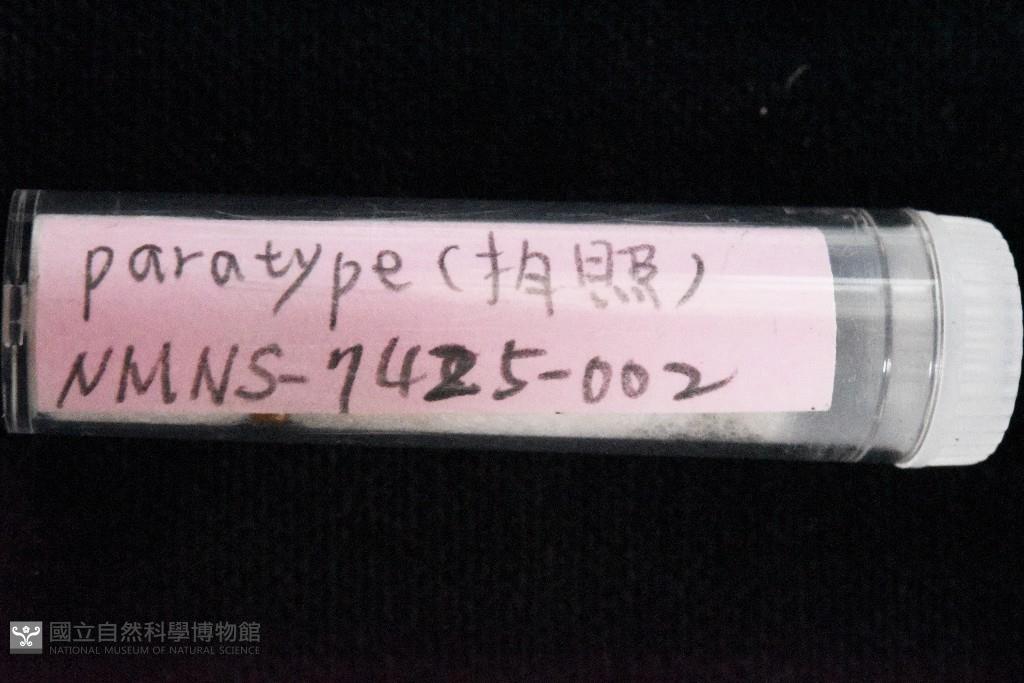 paratype (拍照)
NMNS-7425-002
國立自然科學博物館
NATIONAL MUSEUM OF NATURAL SCIENCE